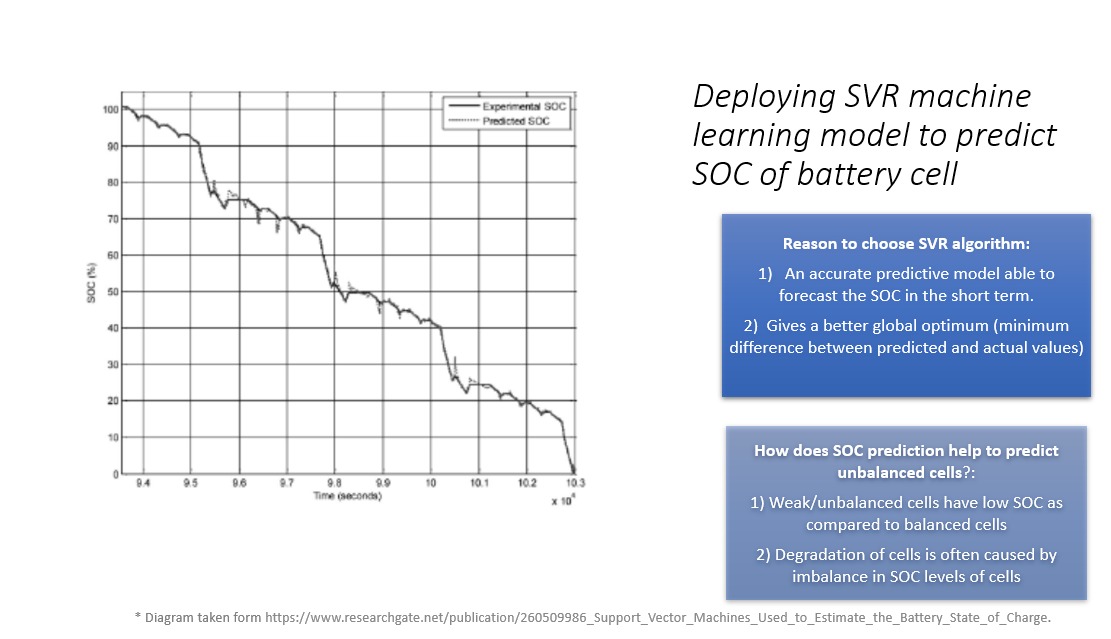 Deploying SVR machine
learning model to predict
SOC of battery cell
Experimental SOC
Predicted SOC
100
90
80
70
60
50
40
30
20
10
0
SOC (%)
9.4 9.5 9.6 9.7 9.8 9.9 10 10.1 10.2 10.3
Time (seconds)
x 10⁴
Reason to choose SVR algorithm:
1) An accurate predictive model able to
forecast the SOC in the short term.
2) Gives a better global optimum (minimum
difference between predicted and actual values)
How does SOC prediction help to predict
unbalanced cells?:
1) Weak/unbalanced cells have low SOC as
compared to balanced cells
2) Degradation of cells is often caused by
imbalance in SOC levels of cells
* Diagram taken form https://www.researchgate.net/publication/260509986_Support_Vector_Machines_Used_to_Estimate_the_Battery_State_of_Charge.